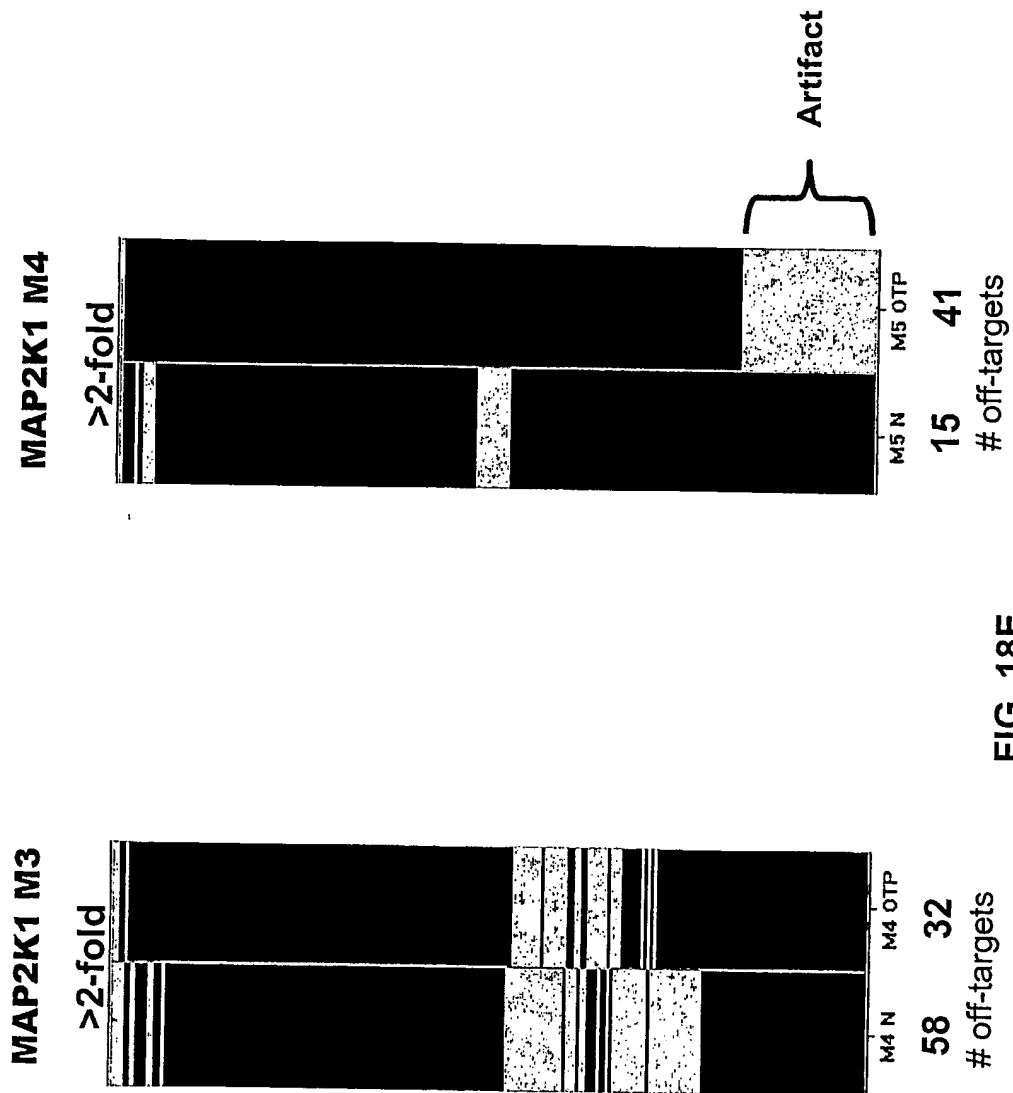 MAP2K1 M3
>2-fold
M4 N
M4 OTP
58
32
# off-targets
MAP2K1 M4
>2-fold
M5 N
M5 OTP
15
41
# off-targets
Artifact
FIG. 18E